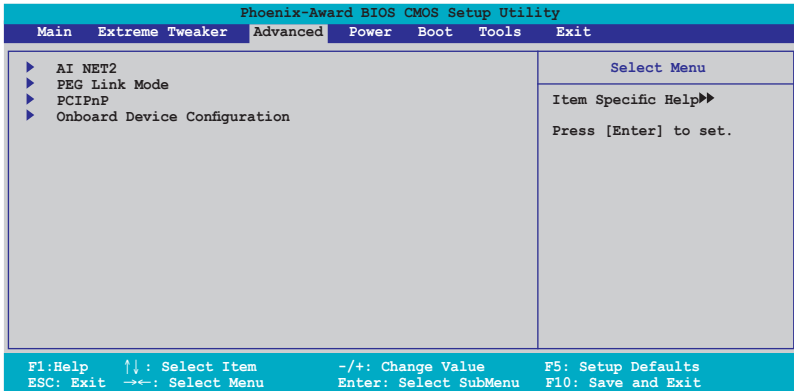 Phoenix-Award BIOS CMOS Setup Utility
Main Extreme Tweaker Advanced Power Boot Tools Exit
AI NET2
PEG Link Mode
PCIPnP
Onboard Device Configuration
Select Menu
Item Specific Help
Press [Enter] to set.
F1:Help ↑↓: Select Item -/+: Change Value F5: Setup Defaults
ESC: Exit →←: Select Menu Enter: Select SubMenu F10: Save and Exit